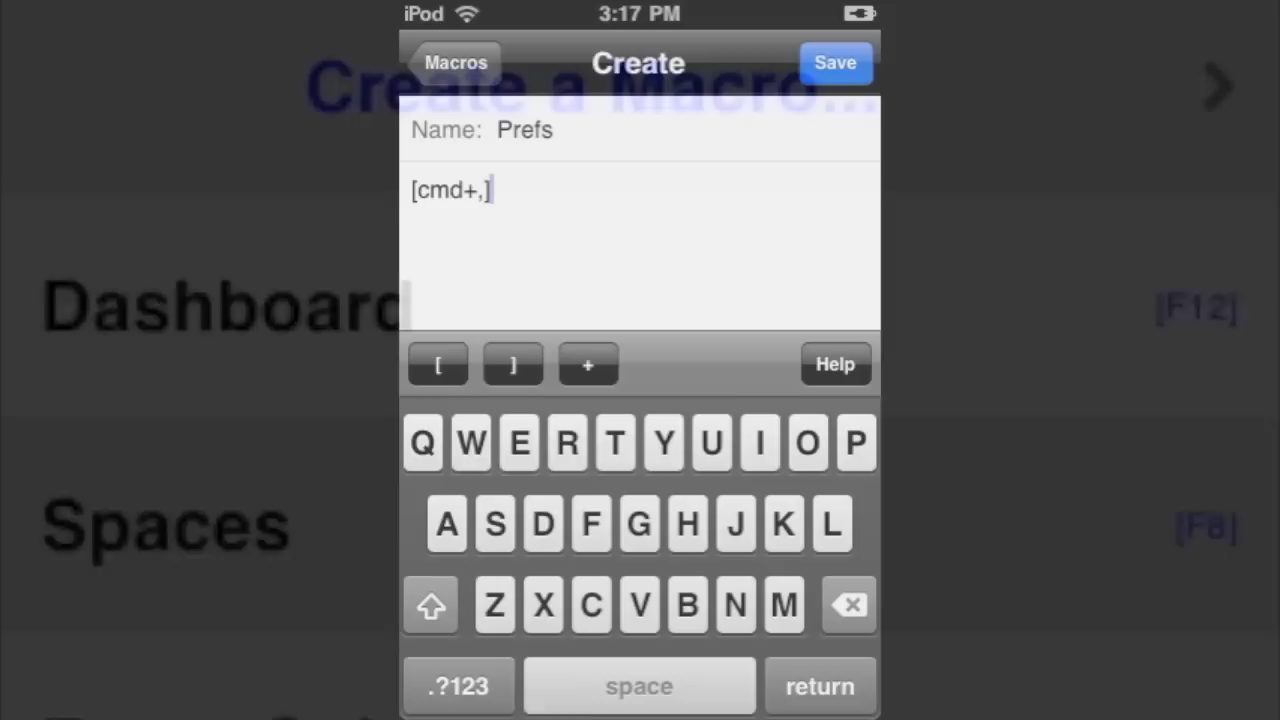 iPod 3:17 PM
Macros Create Save
Create a Macro...
Name: Prefs
[cmd+,]
Dashboard [F12]
[ ] + Help
Q W E R T Y U I O P
Spaces [F8]
A S D F G H J K L
Z X C V B N M
.?123 space return